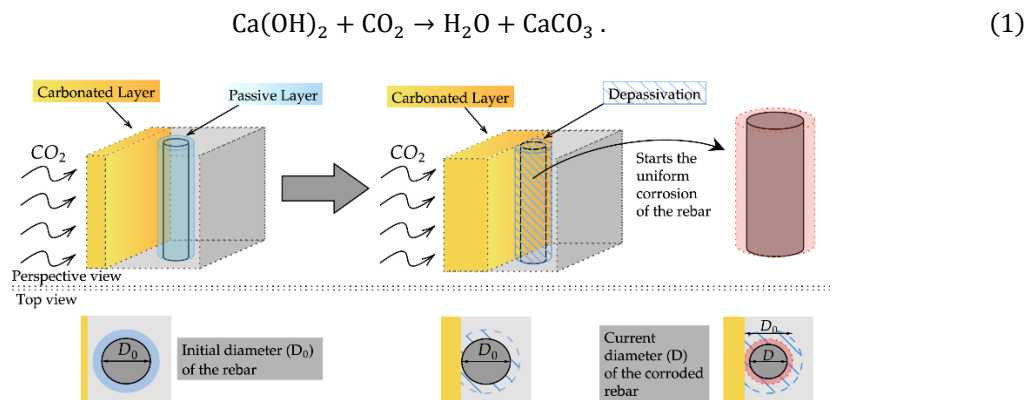 Ca(OH)₂ + CO₂ → H₂O + CaCO₃ . (1)
Carbonated Layer
Passive Layer
CO₂
Carbonated Layer
Depassivation
CO₂
Starts the
uniform
corrosion
of the rebar
Perspective view
Top view
D₀
Initial diameter (D₀)
of the rebar
D₀
Current
diameter (D)
of the corroded
rebar
D₀
D